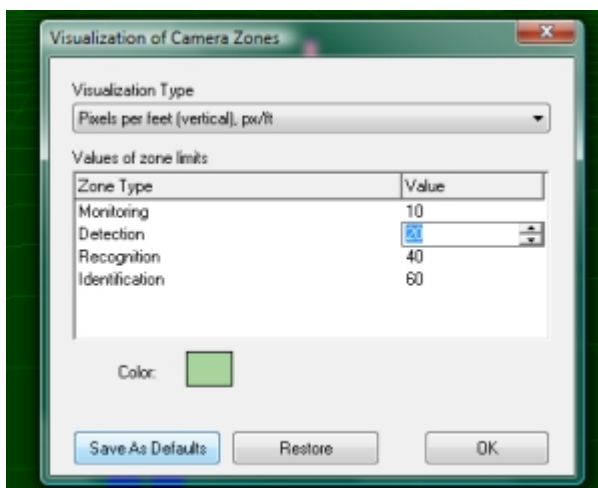 Visualization of Camera Zones
Visualization Type
Pixels per feet (vertical), px/ft
Values of zone limits
Zone Type Value
Monitoring 10
Detection 20
Recognition 40
Identification 60
Color:
Save As Defaults Restore OK